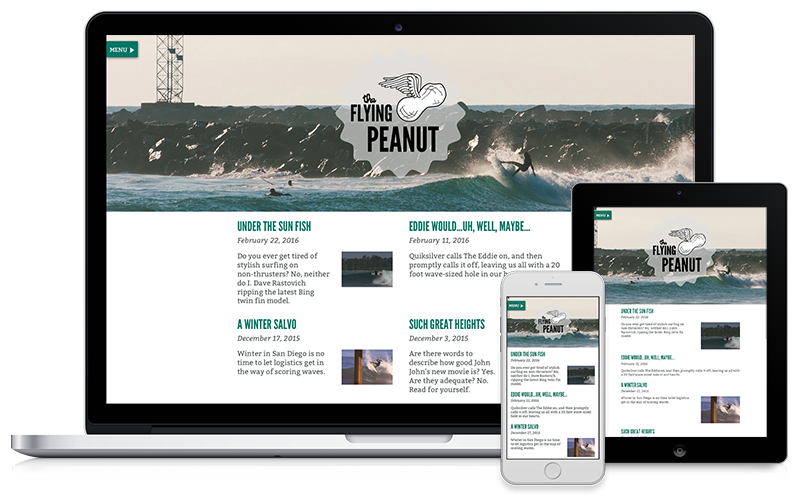 MENU
the
FLYING
PEANUT
UNDER THE SUN FISH
February 22, 2016
Do you ever get tired of
stylish surfing on
non-thrusters? No, neither
do I. Dave Rastovich
ripping the latest Bing
twin fin model.
EDDIE WOULD...UH, WELL, MAYBE...
February 11, 2016
Quiksilver calls The Eddie on, and then
promptly calls it off, leaving us all with a 20
foot wave-sized hole in our h
A WINTER SALVO
December 17, 2015
Winter in San Diego is no
time to let logistics get in
the way of scoring waves.
SUCH GREAT HEIGHTS
December 3, 2015
Are there words to
describe how good John
John's new movie is? Yes.
Are they adequate? No.
Read for yourself.
MENU
the
FLYING
PEANUT
UNDER THE SUN FISH
February 22, 2016
Do you ever get tired of stylish
surfing on non-thrusters? No,
neither do I. Dave Rastovich
ripping the latest Bing twin fin
model.
EDDIE WOULD...UH, WELL, MAYBE...
February 11, 2016
Quiksilver calls The Eddie on, and then promptly
calls it off, leaving us all with a 20 foot wave-sized
hole in our hearts.
A WINTER SALVO
December 17, 2015
Winter in San Diego is no
time to let logistics get in the
way of scoring waves.
MENU
the
FLYING
PEANUT
UNDER THE SUN FISH
February 22, 2016
Do you ever get tired of stylish surfing on
non-thrusters? No, neither do I. Dave Rastovich
ripping the latest Bing twin fin model.
EDDIE WOULD...UH, WELL, MAYBE...
February 11, 2016
Quiksilver calls The Eddie on, and then promptly calls it off, leaving us all with
a 20 foot wave-sized hole in our hearts.
A WINTER SALVO
December 17, 2015
Winter in San Diego is no time to let logistics
get in the way of scoring waves.
SUCH GREAT HEIGHTS
December 3, 2015